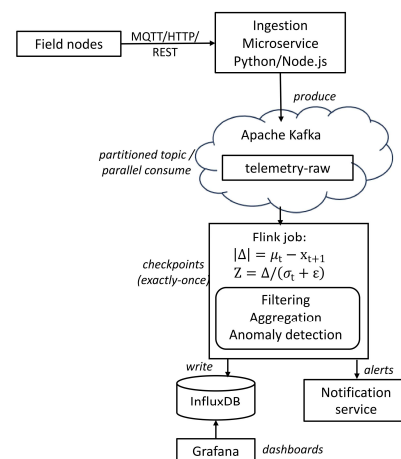 Field nodes
MQTT/HTTP/
REST
Ingestion
Microservice
Python/Node.js
produce
Apache Kafka
partitioned topic /
parallel consume
telemetry-raw
Flink job:
|Δ| = μₜ − xₜ₊₁
Z = Δ/(σₜ + ε)
checkpoints
(exactly-once)
Filtering
Aggregation
Anomaly detection
write
alerts
InfluxDB
Notification
service
Grafana
dashboards